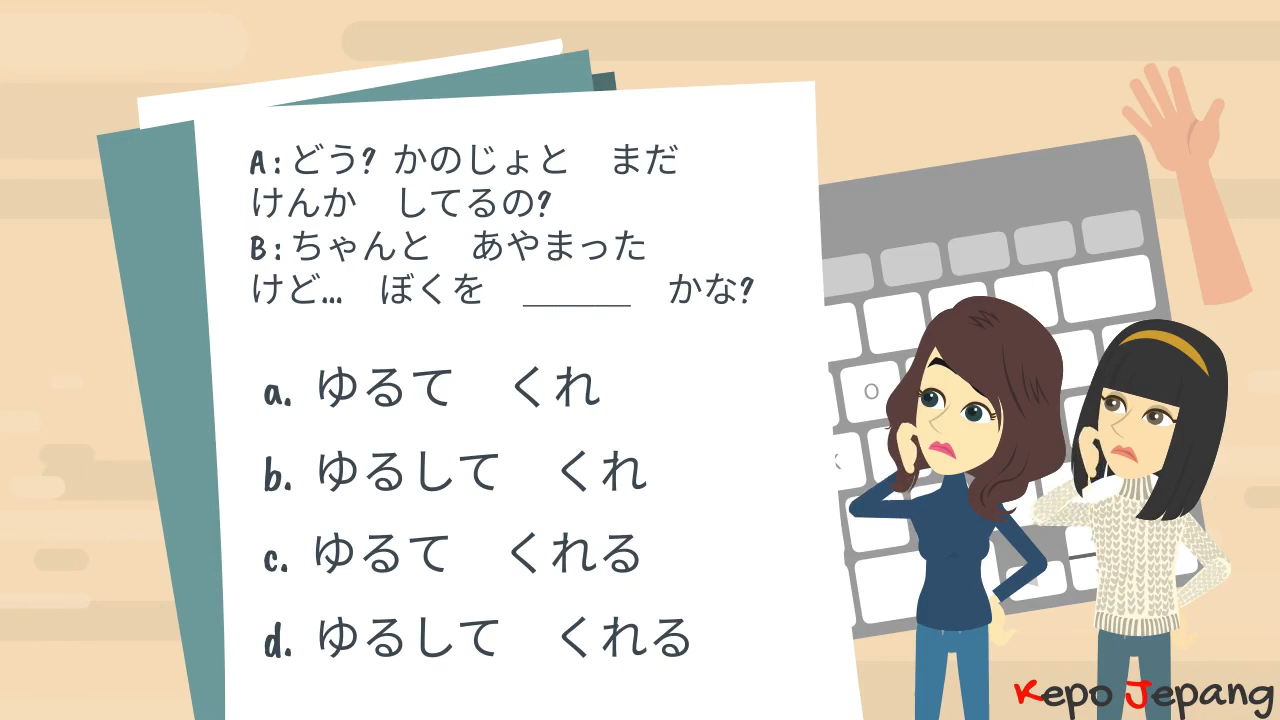 A : どう? かのじょと　まだ
けんか　してるの?
B : ちゃんと　あやまった
けど...　ぼくを　______　かな?
a. ゆるて　くれ
b. ゆるして　くれ
c. ゆるて　くれる
d. ゆるして　くれる
O
Kepo Jepang